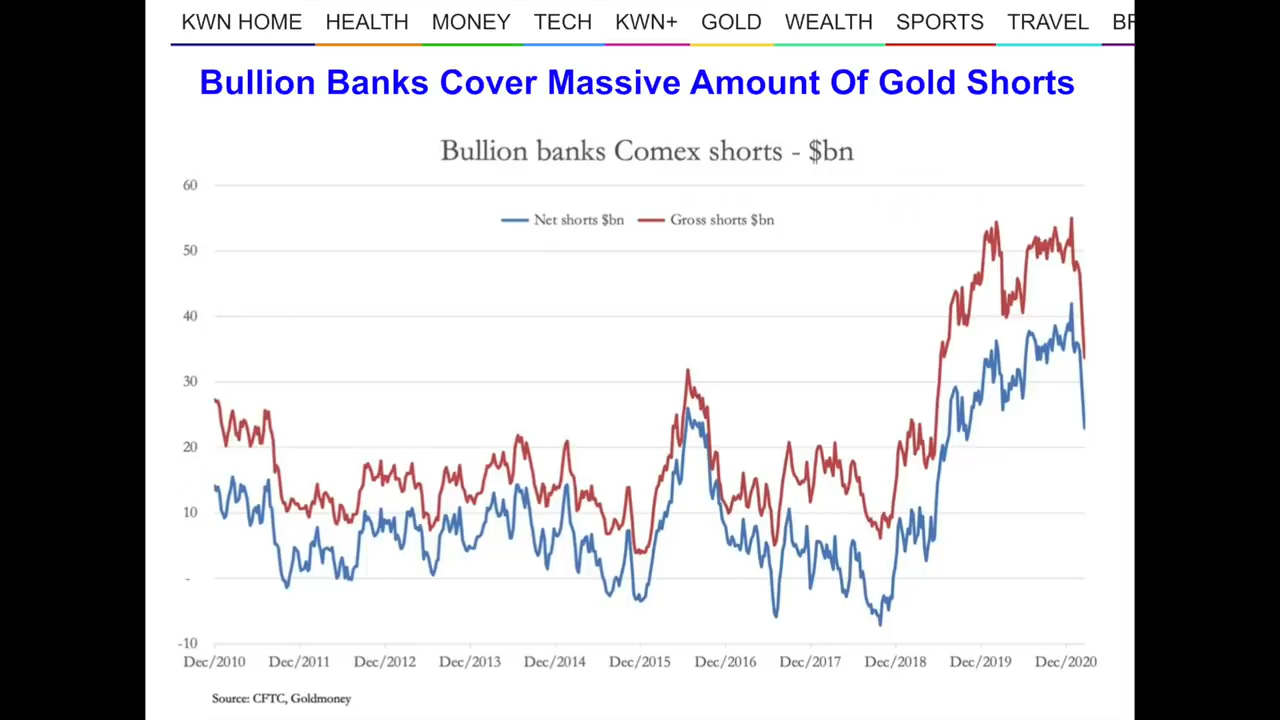 KWN HOME HEALTH MONEY TECH KWN+ GOLD WEALTH SPORTS TRAVEL BR
Bullion Banks Cover Massive Amount Of Gold Shorts
Bullion banks Comex shorts - $bn
60
Net shorts $bn Gross shorts $bn
50
40
30
20
10
-
-10
Dec/2010 Dec/2011 Dec/2012 Dec/2013 Dec/2014 Dec/2015 Dec/2016 Dec/2017 Dec/2018 Dec/2019 Dec/2020
Source: CFTC, Goldmoney